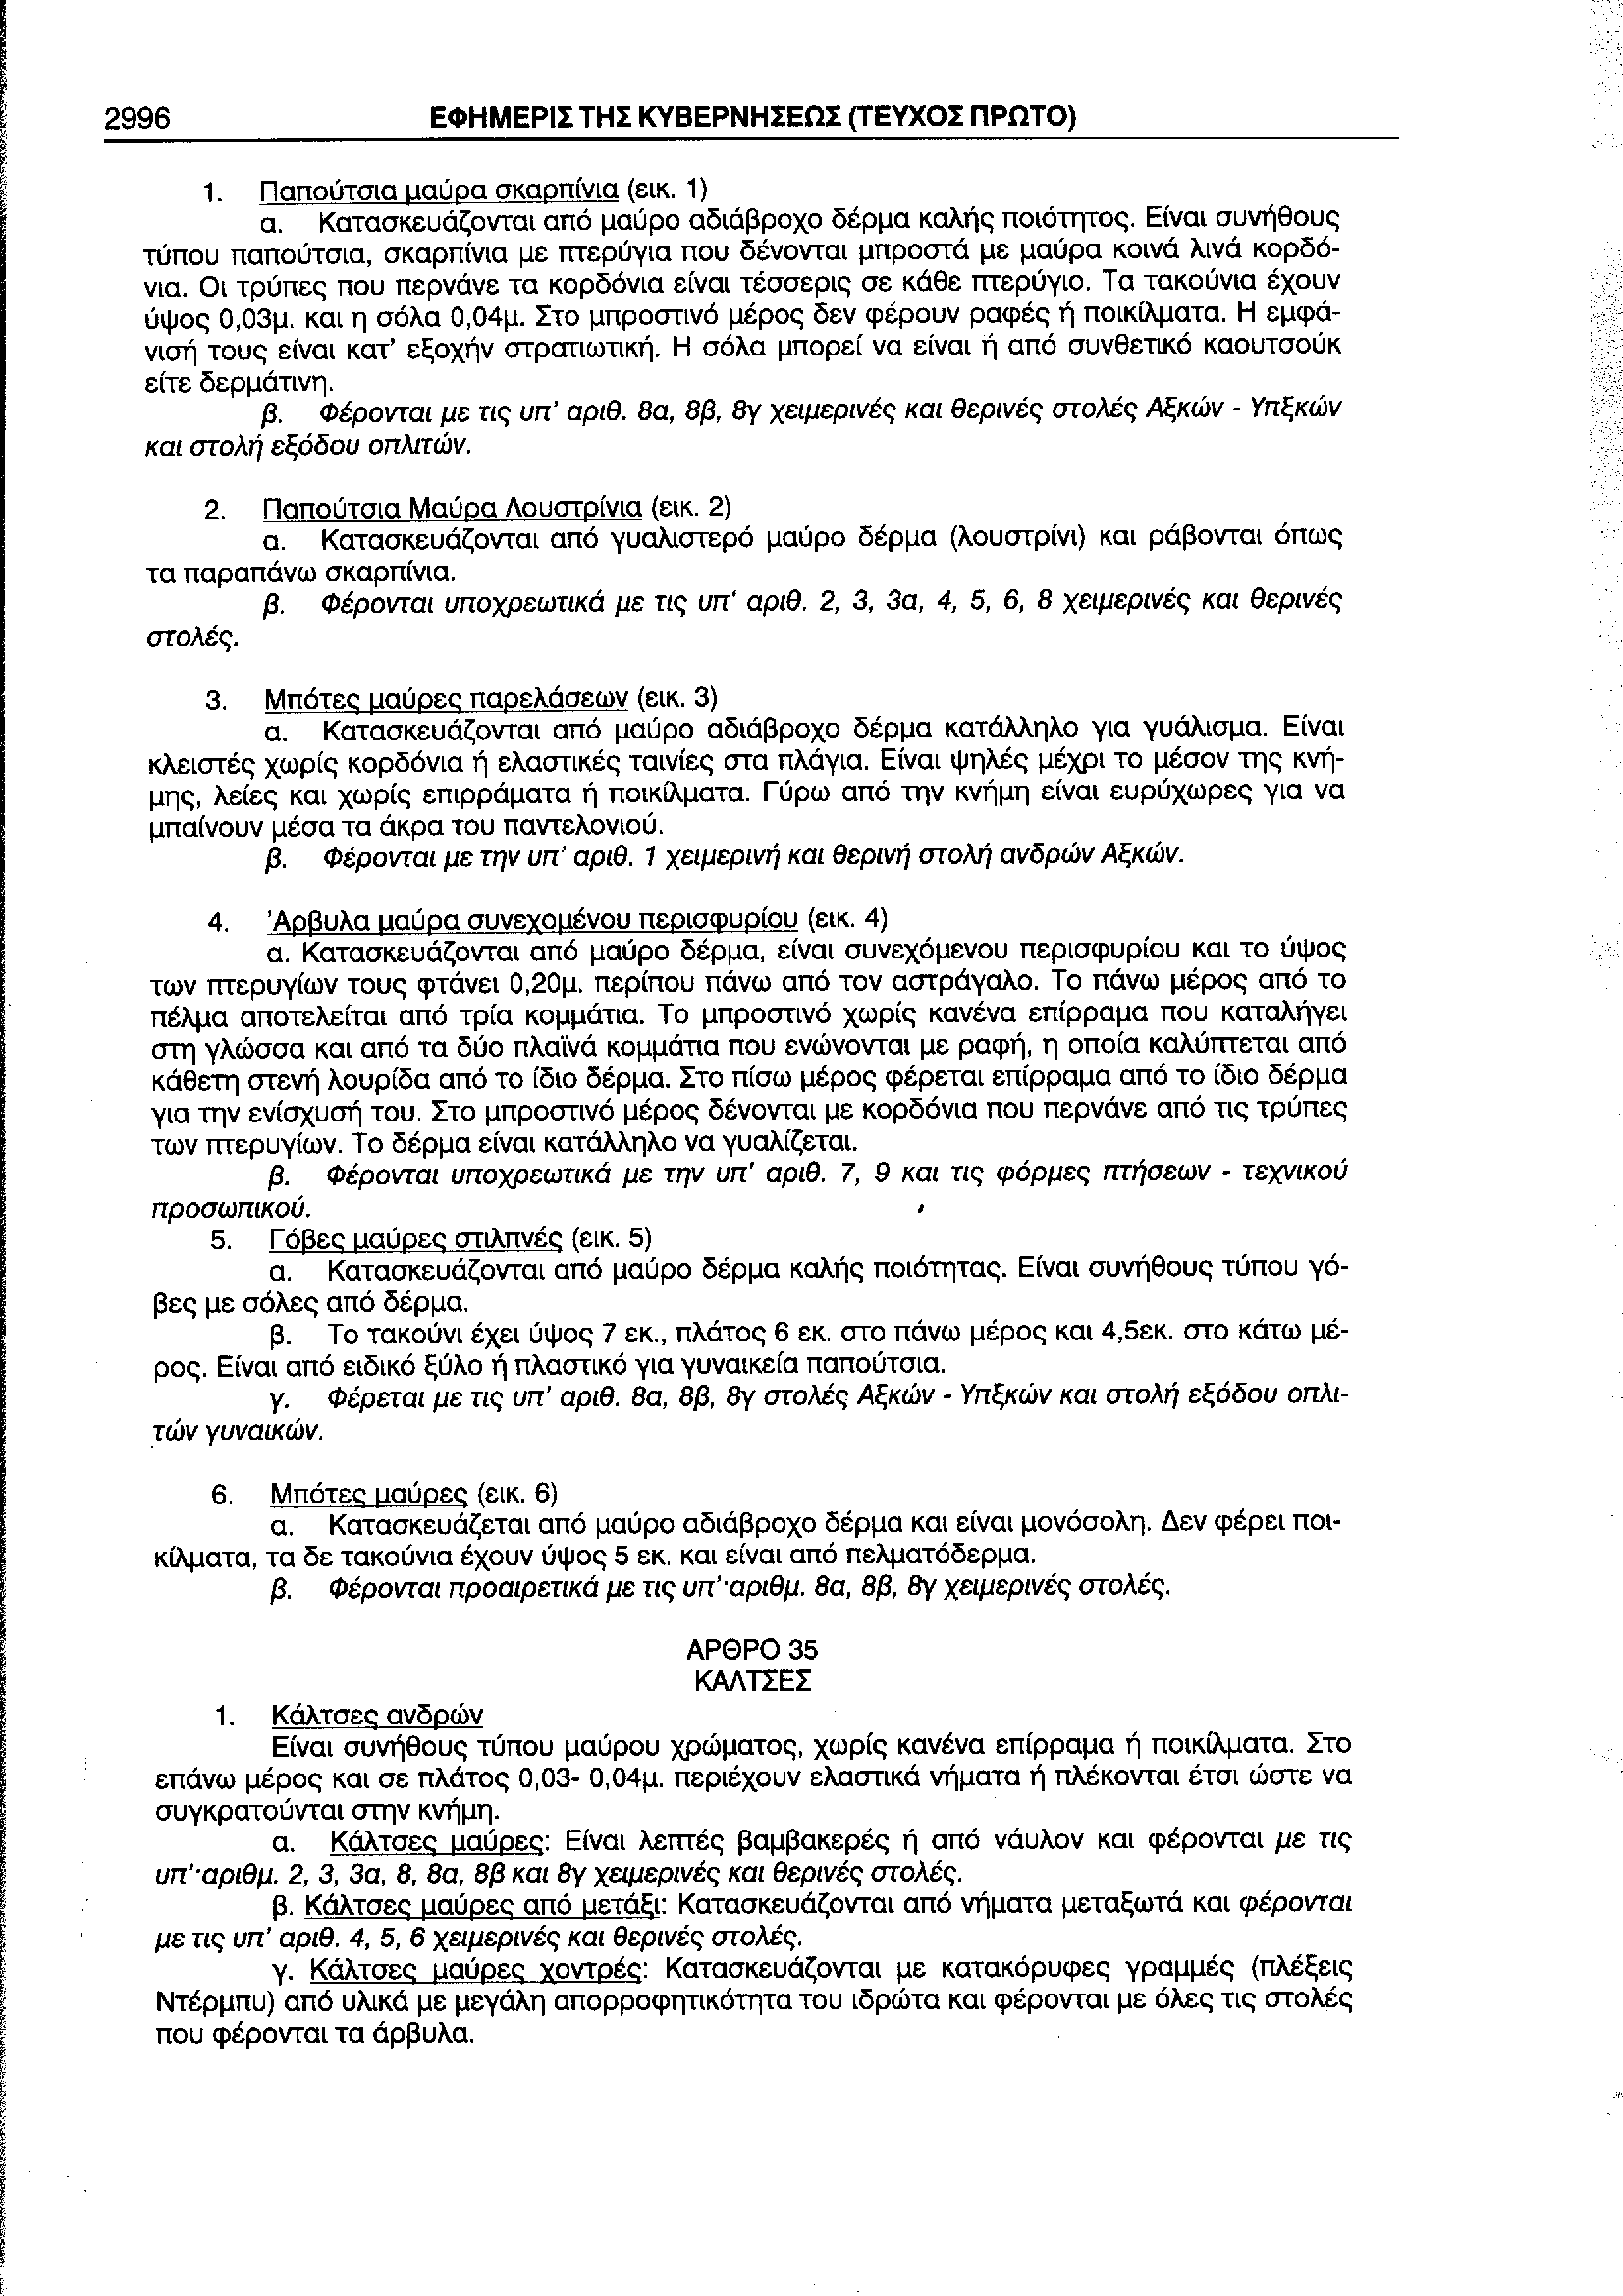 2996 ΕΦΗΜΕΡΙΣ ΤΗΣ ΚΥΒΕΡΝΗΣΕΩΣ (ΤΕΥΧΟΣ ΠΡΩΤΟ)
1. Παπούτσια μαύρα σκαρπίνια (εικ. 1)
α. Κατασκευάζονται από μαύρο αδιάβροχο δέρμα καλής ποιότητος. Είναι συνήθους
τύπου παπούτσια, σκαρπίνια με πτερύγια που δένονται μπροστά με μαύρα κοινά λινά κορδό-
νια. Οι τρύπες που περνάνε τα κορδόνια είναι τέσσερις σε κάθε πτερύγιο. Τα τακούνια έχουν
ύψος 0,03μ. και η σόλα 0,04μ. Στο μπροστινό μέρος δεν φέρουν ραφές ή ποικίλματα. Η εμφά-
νισή τους είναι κατ' εξοχήν στρατιωτική. Η σόλα μπορεί να είναι ή από συνθετικό καουτσούκ
είτε δερμάτινη.
β. Φέρονται με τις υπ' αριθ. 8α, 8β, 8γ χειμερινές και θερινές στολές Αξκών - Υπξκών
και στολή εξόδου οπλιτών.
2. Παπούτσια Μαύρα Λουστρίνια (εικ. 2)
α. Κατασκευάζονται από γυαλιστερό μαύρο δέρμα (λουστρίνι) και ράβονται όπως
τα παραπάνω σκαρπίνια.
β. Φέρονται υποχρεωτικά με τις υπ' αριθ. 2, 3, 3α, 4, 5, 6, 8 χειμερινές και θερινές
στολές.
3. Μπότες μαύρες παρελάσεων (εικ. 3)
α. Κατασκευάζονται από μαύρο αδιάβροχο δέρμα κατάλληλο για γυάλισμα. Είναι
κλειστές χωρίς κορδόνια ή ελαστικές ταινίες στα πλάγια. Είναι ψηλές μέχρι το μέσον της κνή-
μης, λείες και χωρίς επιρράματα ή ποικίλματα. Γύρω από την κνήμη είναι ευρύχωρες για να
μπαίνουν μέσα τα άκρα του παντελονιού.
β. Φέρονται με την υπ' αριθ. 1 χειμερινή και θερινή στολή ανδρών Αξκών.
4. Άρβυλα μαύρα συνεχομένου περισφυρίου (εικ. 4)
α. Κατασκευάζονται από μαύρο δέρμα, είναι συνεχόμενου περισφυρίου και το ύψος
των πτερυγίων τους φτάνει 0,20μ. περίπου πάνω από τον αστράγαλο. Το πάνω μέρος από το
πέλμα αποτελείται από τρία κομμάτια. Το μπροστινό χωρίς κανένα επίρραμα που καταλήγει
στη γλώσσα και από τα δύο πλαϊνά κομμάτια που ενώνονται με ραφή, η οποία καλύπτεται από
κάθετη στενή λουρίδα από το ίδιο δέρμα. Στο πίσω μέρος φέρεται επίρραμα από το ίδιο δέρμα
για την ενίσχυσή του. Στο μπροστινό μέρος δένονται με κορδόνια που περνάνε από τις τρύπες
των πτερυγίων. Το δέρμα είναι κατάλληλο να γυαλίζεται.
β. Φέρονται υποχρεωτικά με την υπ' αριθ. 7, 9 και τις φόρμες πτήσεων - τεχνικού
προσωπικού.
5. Γόβες μαύρες στιλπνές (εικ. 5)
α. Κατασκευάζονται από μαύρο δέρμα καλής ποιότητας. Είναι συνήθους τύπου γό-
βες με σόλες από δέρμα.
β. Το τακούνι έχει ύψος 7 εκ., πλάτος 6 εκ. στο πάνω μέρος και 4,5εκ. στο κάτω μέ-
ρος. Είναι από ειδικό ξύλο ή πλαστικό για γυναικεία παπούτσια.
γ. Φέρεται με τις υπ' αριθ. 8α, 8β, 8γ στολές Αξκών - Υπξκών και στολή εξόδου οπλι-
τών γυναικών.
6. Μπότες μαύρες (εικ. 6)
α. Κατασκευάζεται από μαύρο αδιάβροχο δέρμα και είναι μονόσολη. Δεν φέρει ποι-
κίλματα, τα δε τακούνια έχουν ύψος 5 εκ. και είναι από πελματόδερμα.
β. Φέρονται προαιρετικά με τις υπ' αριθμ. 8α, 8β, 8γ χειμερινές στολές.
ΑΡΘΡΟ 35
ΚΑΛΤΣΕΣ
1. Κάλτσες ανδρών
Είναι συνήθους τύπου μαύρου χρώματος, χωρίς κανένα επίρραμα ή ποικίλματα. Στο
επάνω μέρος και σε πλάτος 0,03- 0,04μ. περιέχουν ελαστικά νήματα ή πλέκονται έτσι ώστε να
συγκρατούνται στην κνήμη.
α. Κάλτσες μαύρες: Είναι λεπτές βαμβακερές ή από νάυλον και φέρονται με τις
υπ' αριθμ. 2, 3, 3α, 8, 8α, 8β και 8γ χειμερινές και θερινές στολές.
β. Κάλτσες μαύρες από μετάξι: Κατασκευάζονται από νήματα μεταξωτά και φέρονται
με τις υπ' αριθ. 4, 5, 6 χειμερινές και θερινές στολές.
γ. Κάλτσες μαύρες χοντρές: Κατασκευάζονται με κατακόρυφες γραμμές (πλέξεις
Ντέρμπυ) από υλικά με μεγάλη απορροφητικότητα του ιδρώτα και φέρονται με όλες τις στολές
που φέρονται τα άρβυλα.